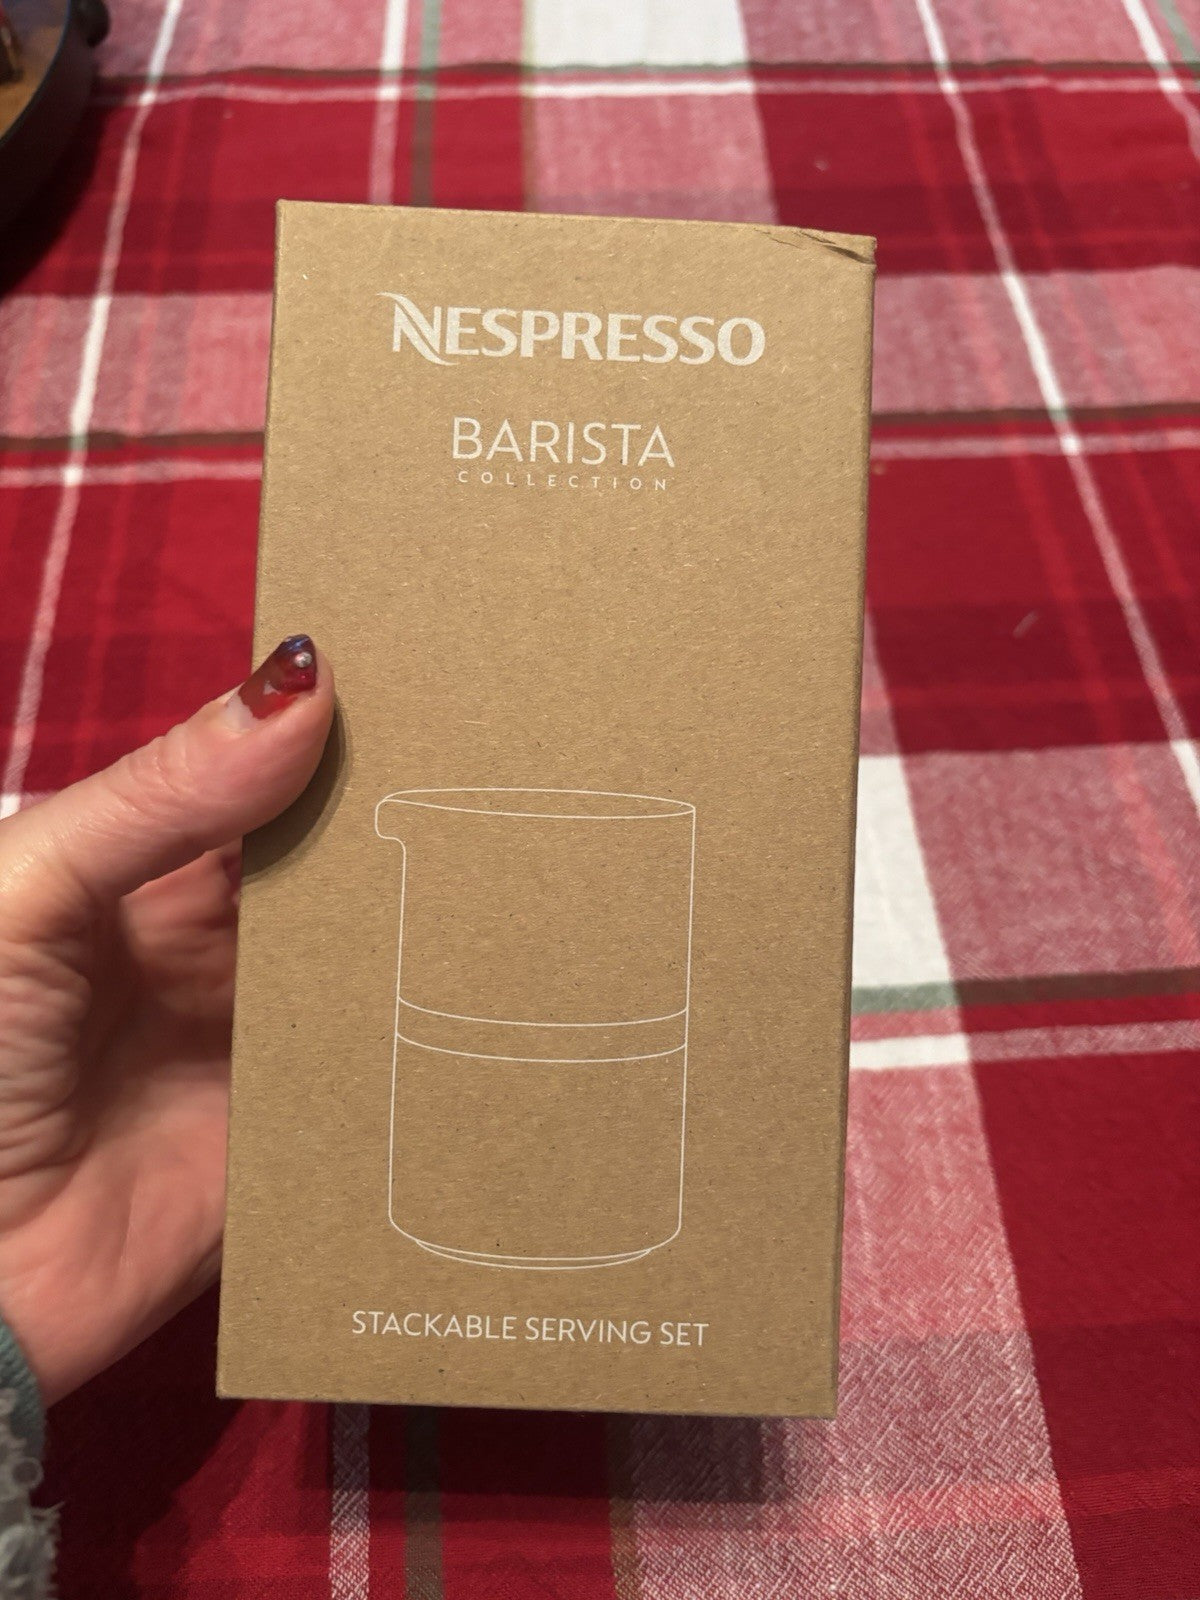 NESPRESSO
BARISTA
COLLECTION
STACKABLE SERVING SET